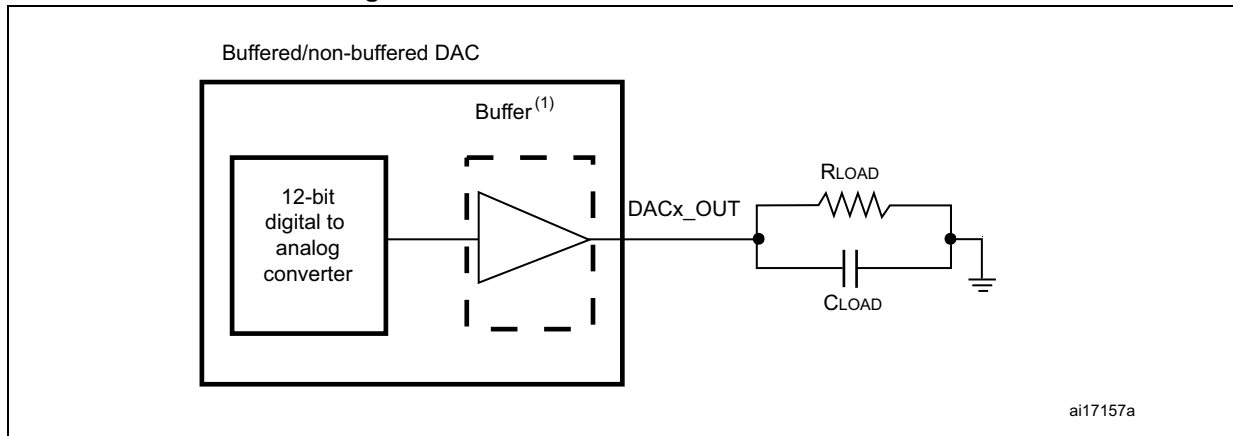 Buffered/non-buffered DAC
Buffer(1)
12-bit
digital to
analog
converter
DACx_OUT
RLOAD
CLOAD
ai17157a